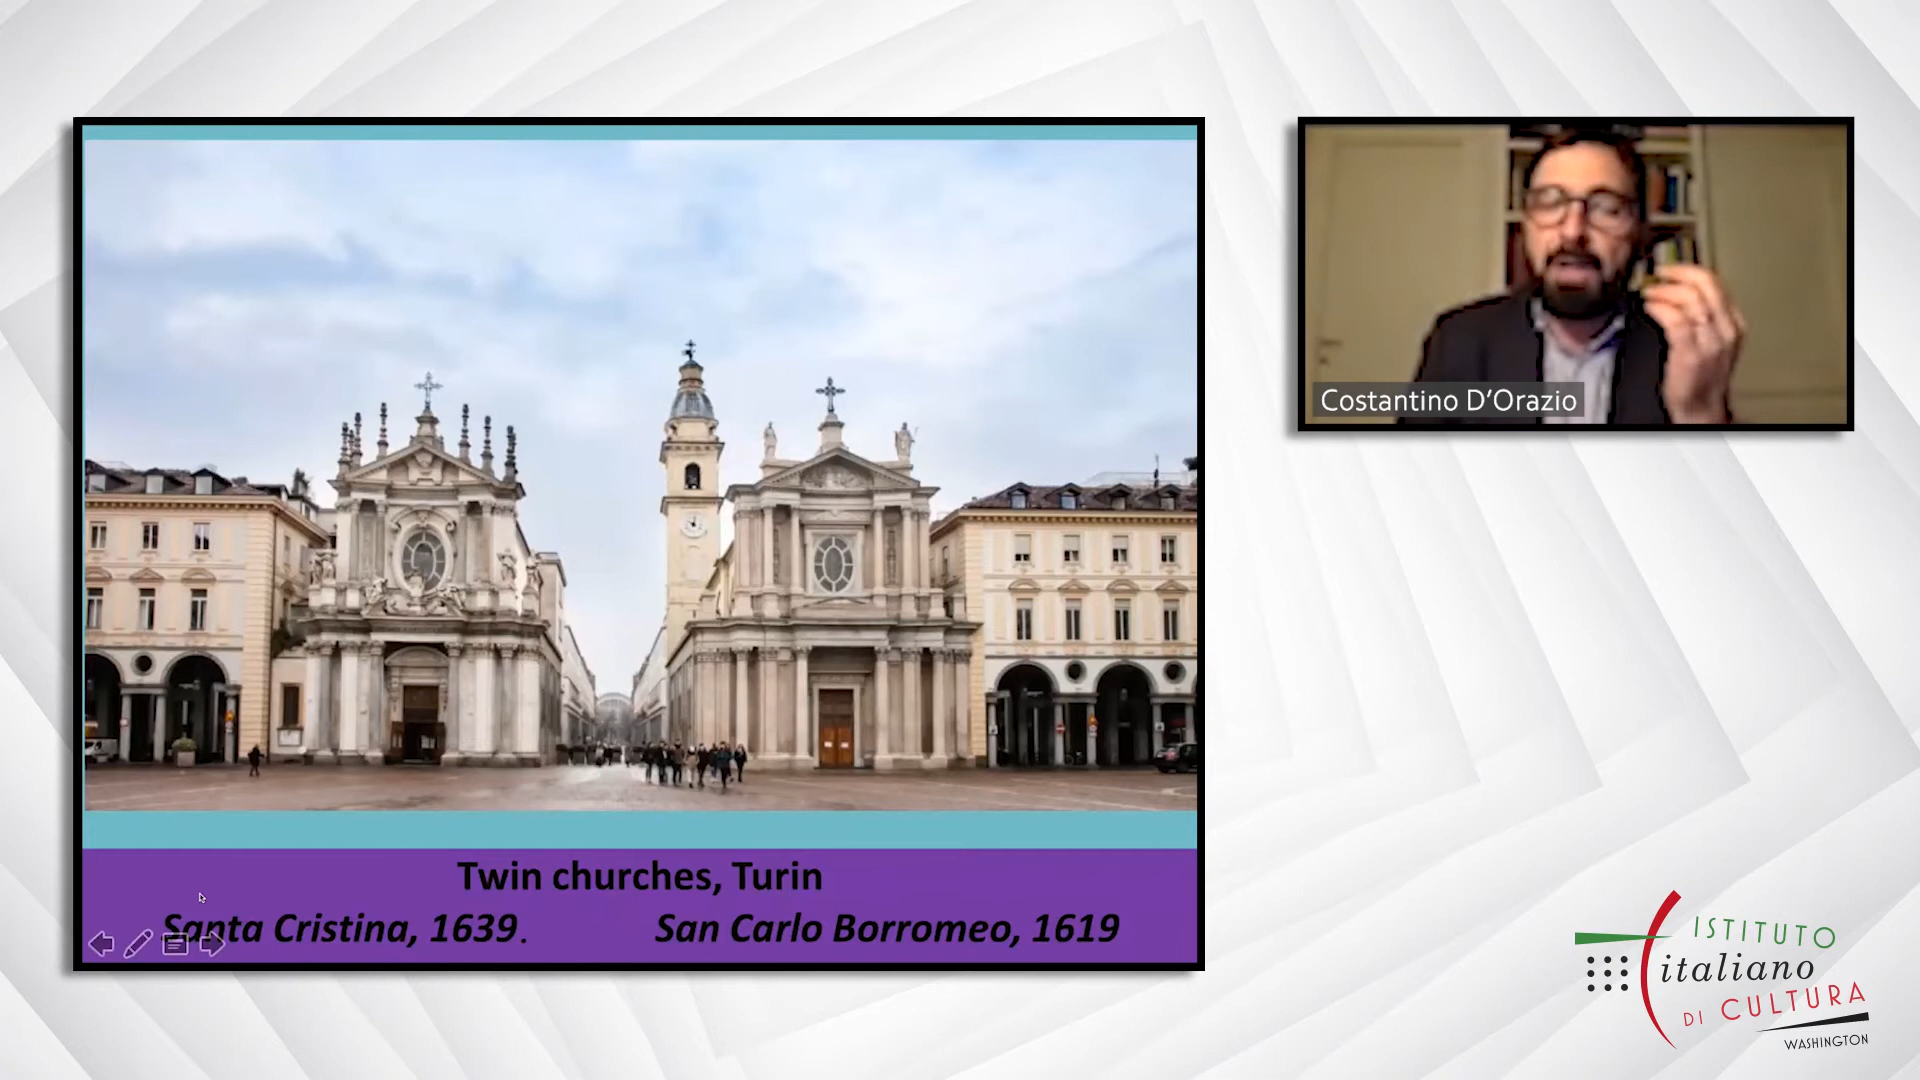 Costantino D'Orazio
Twin churches, Turin
Santa Cristina, 1639.
San Carlo Borromeo, 1619
ISTITUTO
italiano
DI CULTURA
WASHINGTON